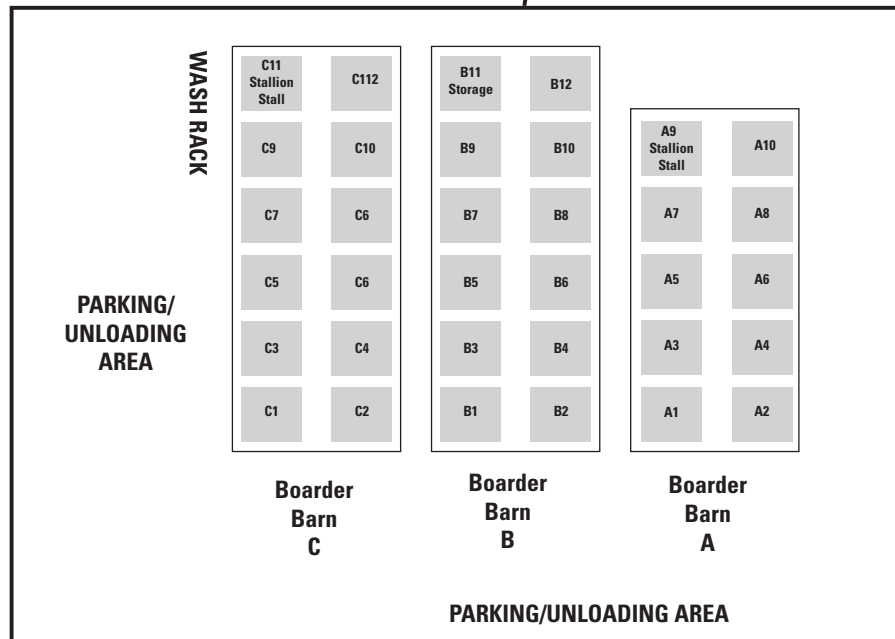 WASH RACK
C11
Stallion
Stall
C112
B11
Storage
B12
C9
C10
B9
B10
A9
Stallion
Stall
A10
C7
C6
B7
B8
A7
A8
C5
C6
B5
B6
A5
A6
PARKING/
UNLOADING
AREA
C3
C4
B3
B4
A3
A4
C1
C2
B1
B2
A1
A2
Boarder
Barn
C
Boarder
Barn
B
Boarder
Barn
A
PARKING/UNLOADING AREA